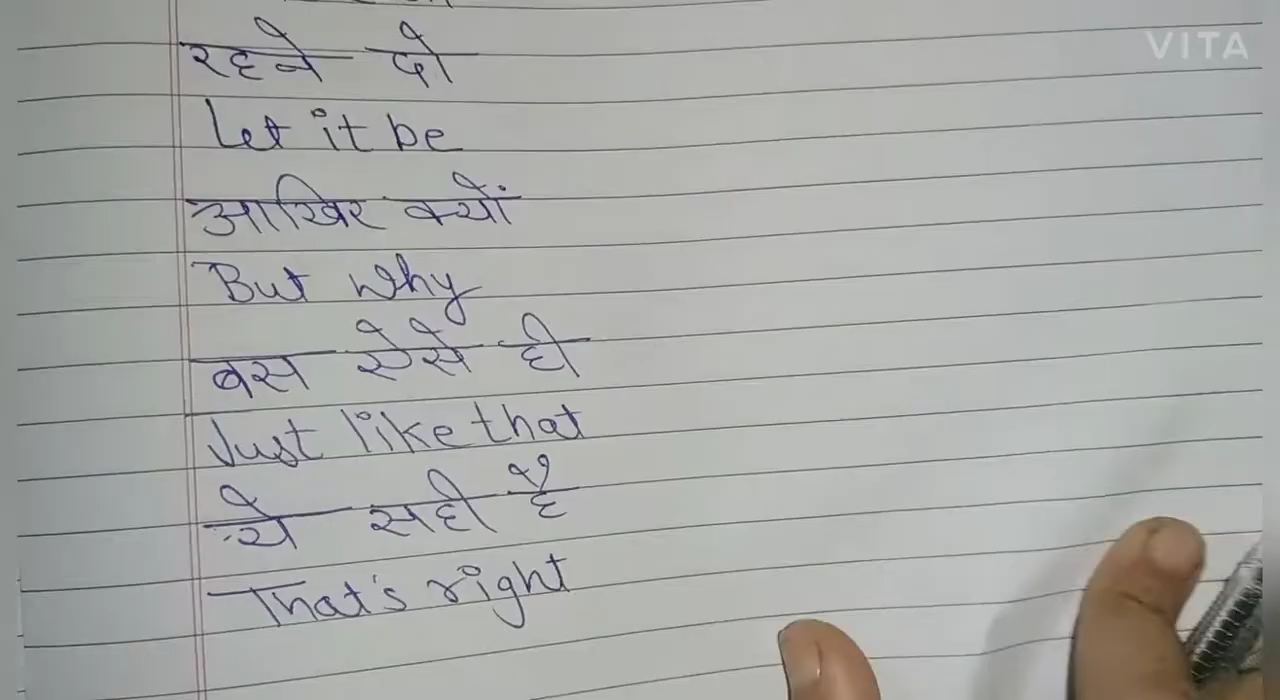 रहने दो
Let it be
आखिर क्यों
But why
बस ऐसे ही
Just like that
ये सही है
That's right
VITA